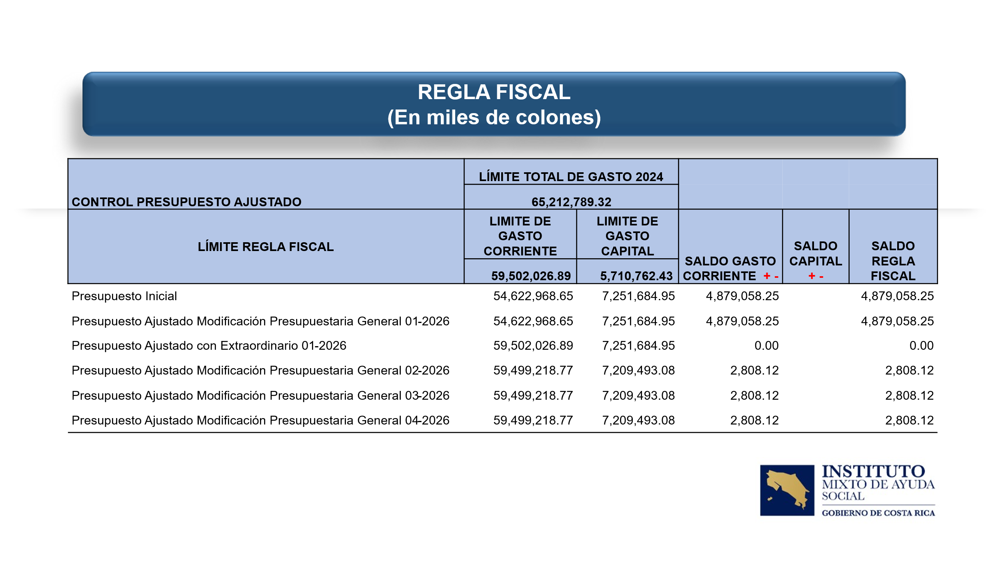 REGLA FISCAL
(En miles de colones)
LÍMITE TOTAL DE GASTO 2024
CONTROL PRESUPUESTO AJUSTADO 65,212,789.32
LÍMITE REGLA FISCAL
LIMITE DE
GASTO
CORRIENTE
59,502,026.89
LIMITE DE
GASTO
CAPITAL
5,710,762.43
SALDO GASTO
CORRIENTE + -
SALDO
CAPITAL
+ -
SALDO
REGLA
FISCAL
Presupuesto Inicial 54,622,968.65 7,251,684.95 4,879,058.25 4,879,058.25
Presupuesto Ajustado Modificación Presupuestaria General 01-2026 54,622,968.65 7,251,684.95 4,879,058.25 4,879,058.25
Presupuesto Ajustado con Extraordinario 01-2026 59,502,026.89 7,251,684.95 0.00 0.00
Presupuesto Ajustado Modificación Presupuestaria General 02-2026 59,499,218.77 7,209,493.08 2,808.12 2,808.12
Presupuesto Ajustado Modificación Presupuestaria General 03-2026 59,499,218.77 7,209,493.08 2,808.12 2,808.12
Presupuesto Ajustado Modificación Presupuestaria General 04-2026 59,499,218.77 7,209,493.08 2,808.12 2,808.12
INSTITUTO
MIXTO DE AYUDA
SOCIAL
GOBIERNO DE COSTA RICA